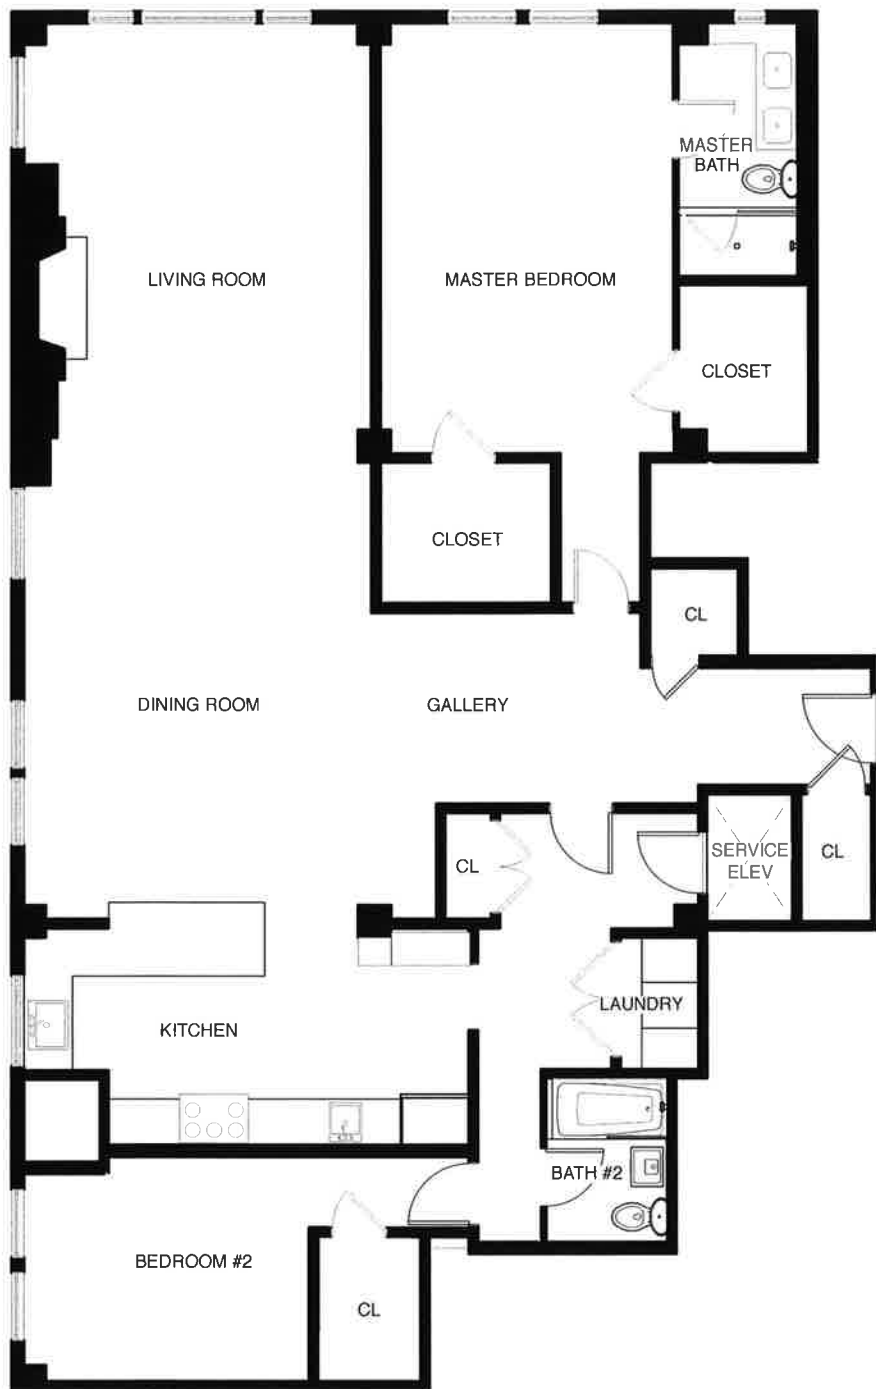 MASTER
BATH
LIVING ROOM
MASTER BEDROOM
CLOSET
CLOSET
CL
DINING ROOM
GALLERY
CL
SERVICE
ELEV
CL
LAUNDRY
KITCHEN
BATH #2
BEDROOM #2
CL